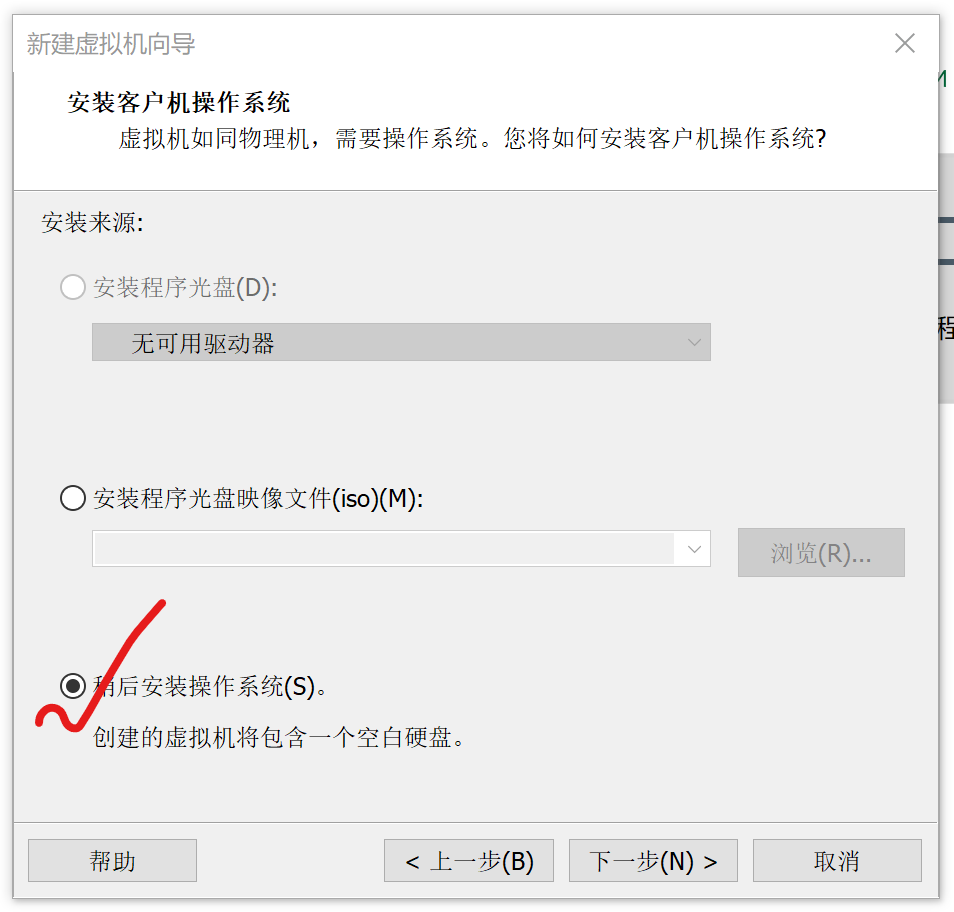 新建虚拟机向导
安装客户机操作系统
虚拟机如同物理机，需要操作系统。您将如何安装客户机操作系统?
安装来源:
安装程序光盘(D):
无可用驱动器
安装程序光盘映像文件(iso)(M):
浏览(R)...
稍后安装操作系统(S)。
创建的虚拟机将包含一个空白硬盘。
帮助
< 上一步(B)
下一步(N) >
取消
程